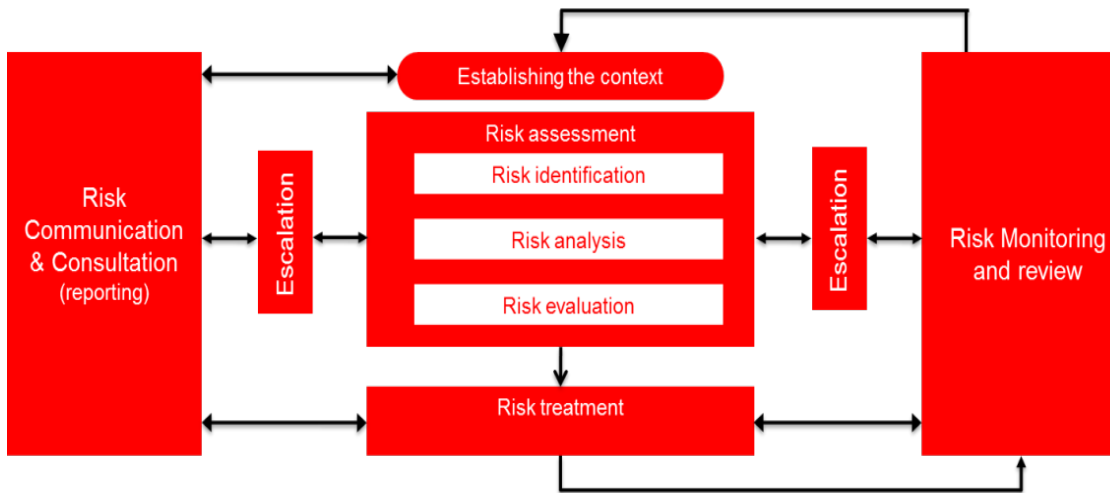 Establishing the context
Risk assessment
Risk identification
Risk analysis
Risk evaluation
Risk treatment
Risk
Communication
& Consultation
(reporting)
Escalation
Escalation
Risk Monitoring
and review